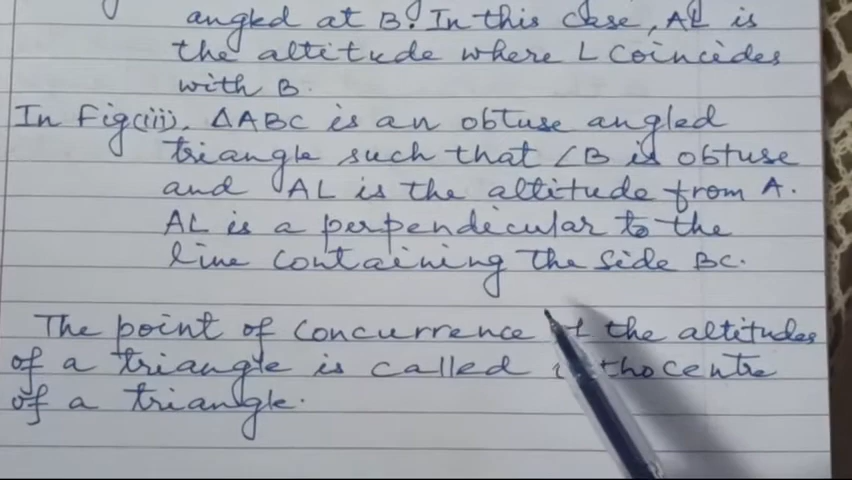 angled at B. In this case, AL is
the altitude where L coincides
with B.
In Fig(iii), ΔABC is an obtuse angled
triangle such that ∠B is obtuse
and AL is the altitude from A.
AL is a perpendicular to the
line containing the side BC.
The point of concurrence the altitudes
of a triangle is called
of a triangle.